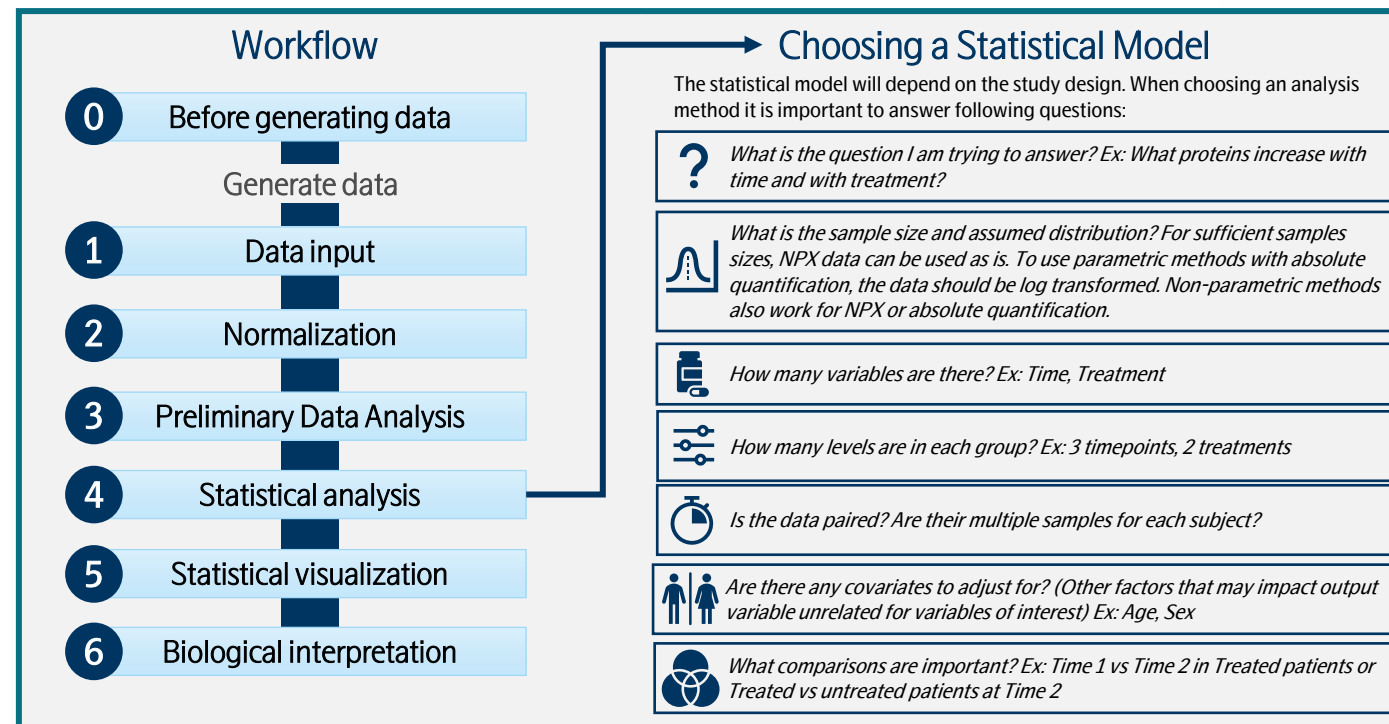 Workflow
0
Before generating data
Generate data
1
Data input
2
Normalization
3
Preliminary Data Analysis
4
Statistical analysis
5
Statistical visualization
6
Biological interpretation
Choosing a Statistical Model
The statistical model will depend on the study design. When choosing an analysis
method it is important to answer following questions:
?
What is the question I am trying to answer? Ex: What proteins increase with
time and with treatment?
What is the sample size and assumed distribution? For sufficient samples
sizes, NPX data can be used as is. To use parametric methods with absolute
quantification, the data should be log transformed. Non-parametric methods
also work for NPX or absolute quantification.
How many variables are there? Ex: Time, Treatment
How many levels are in each group? Ex: 3 timepoints, 2 treatments
Is the data paired? Are their multiple samples for each subject?
Are there any covariates to adjust for? (Other factors that may impact output
variable unrelated for variables of interest) Ex: Age, Sex
What comparisons are important? Ex: Time 1 vs Time 2 in Treated patients or
Treated vs untreated patients at Time 2